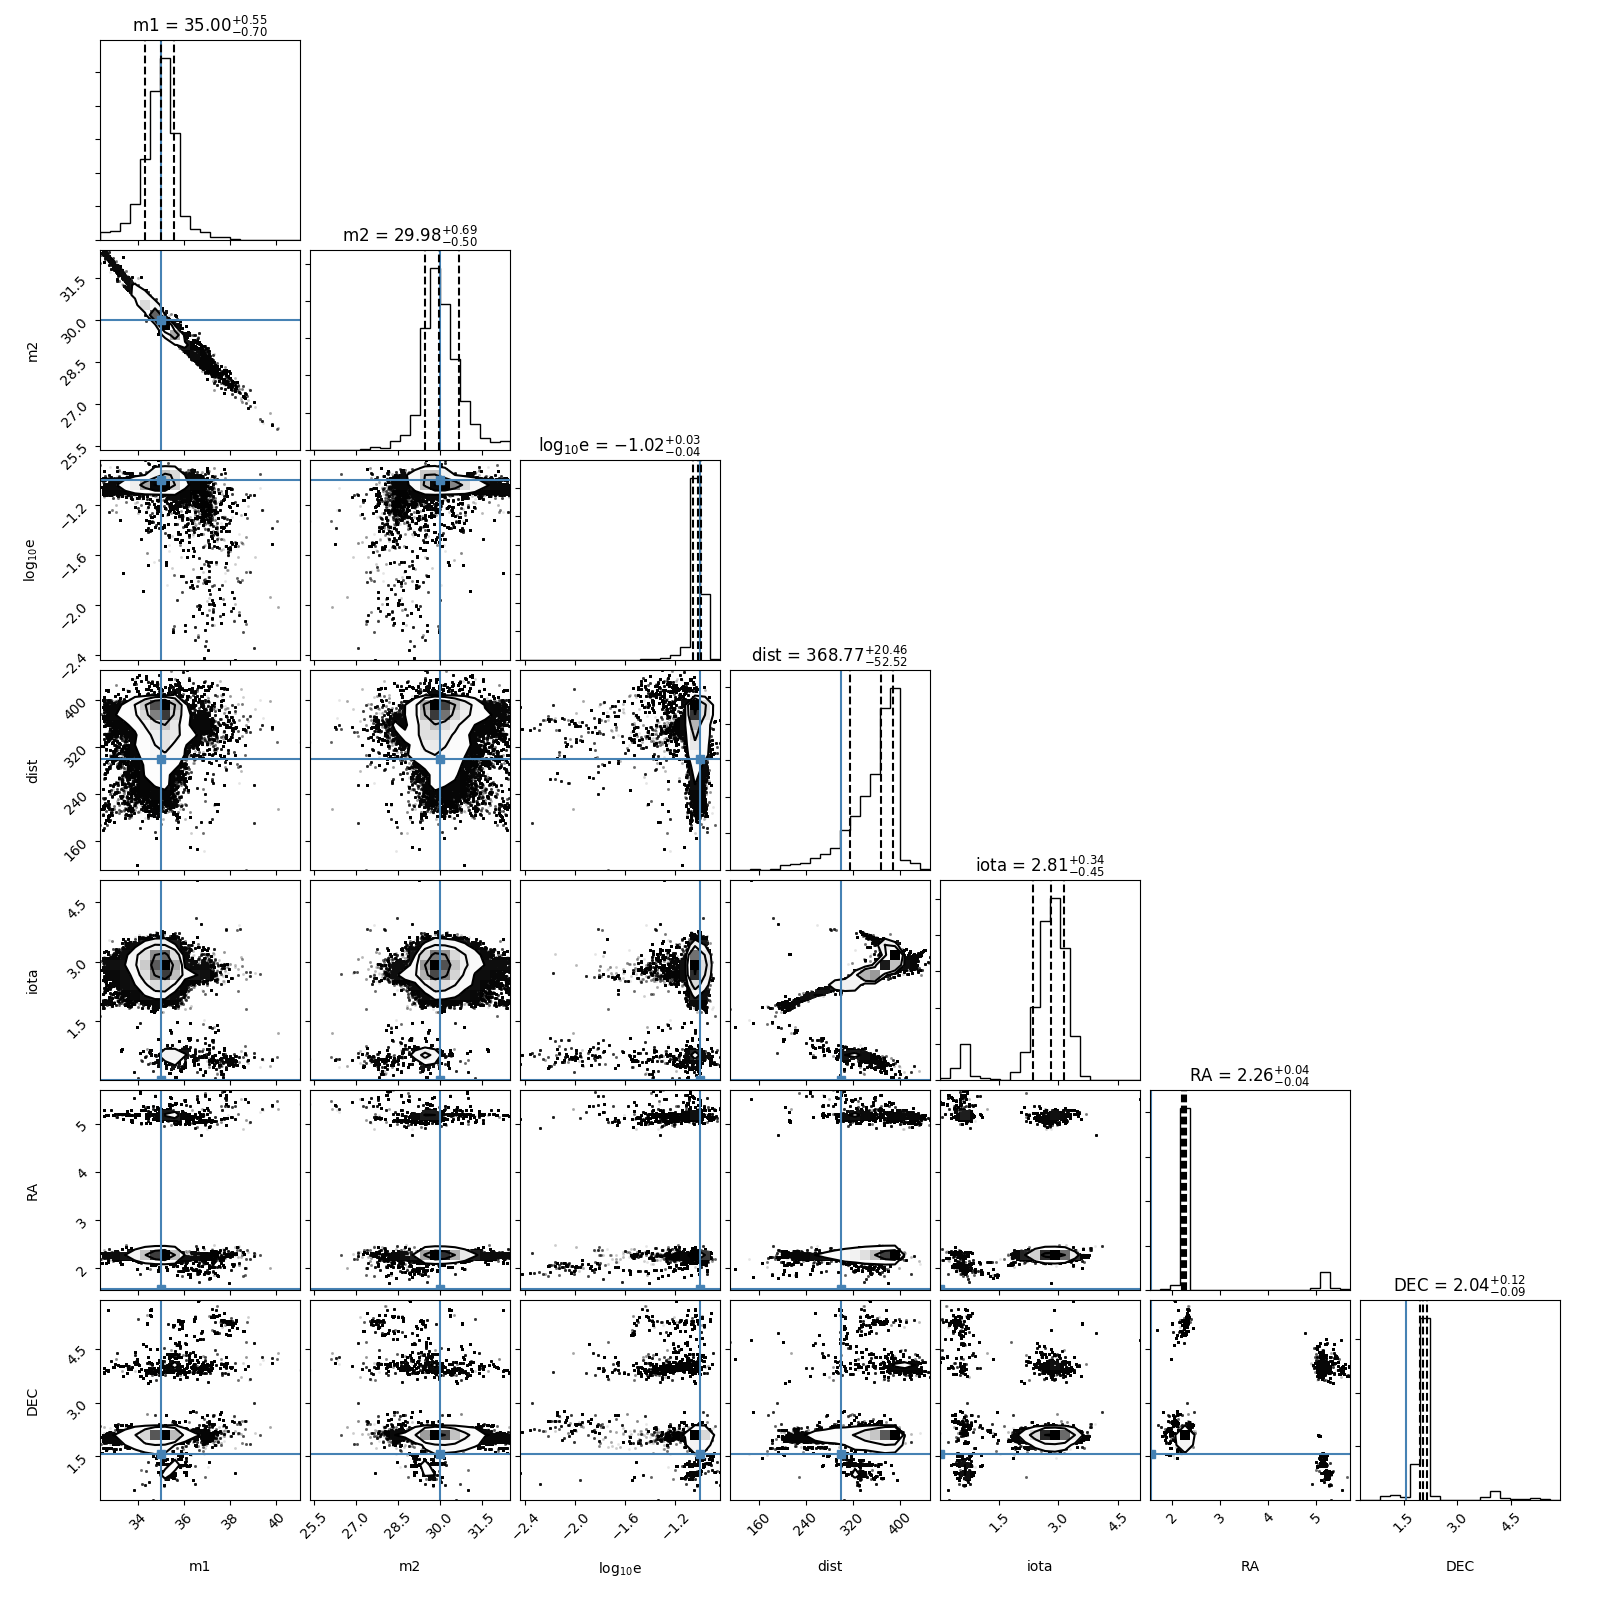 m1 = 35.00+0.55 −0.70
m2 = 29.98+0.69 −0.50
log10e = −1.02+0.03 −0.04
dist = 368.77+20.46 −52.52
iota = 2.81+0.34 −0.45
RA = 2.26+0.04 −0.04
DEC = 2.04+0.12 −0.09
m2
31.5
30.0
28.5
27.0
25.5
log10e
−1.2
−1.6
−2.0
−2.4
dist
400
320
240
160
iota
4.5
3.0
1.5
RA
5
4
3
2
DEC
4.5
3.0
1.5
34 36 38 40
25.5 27.0 28.5 30.0 31.5
−2.4 −2.0 −1.6 −1.2
160 240 320 400
1.5 3.0 4.5
2 3 4 5
1.5 3.0 4.5
m1 m2 log10e dist iota RA DEC